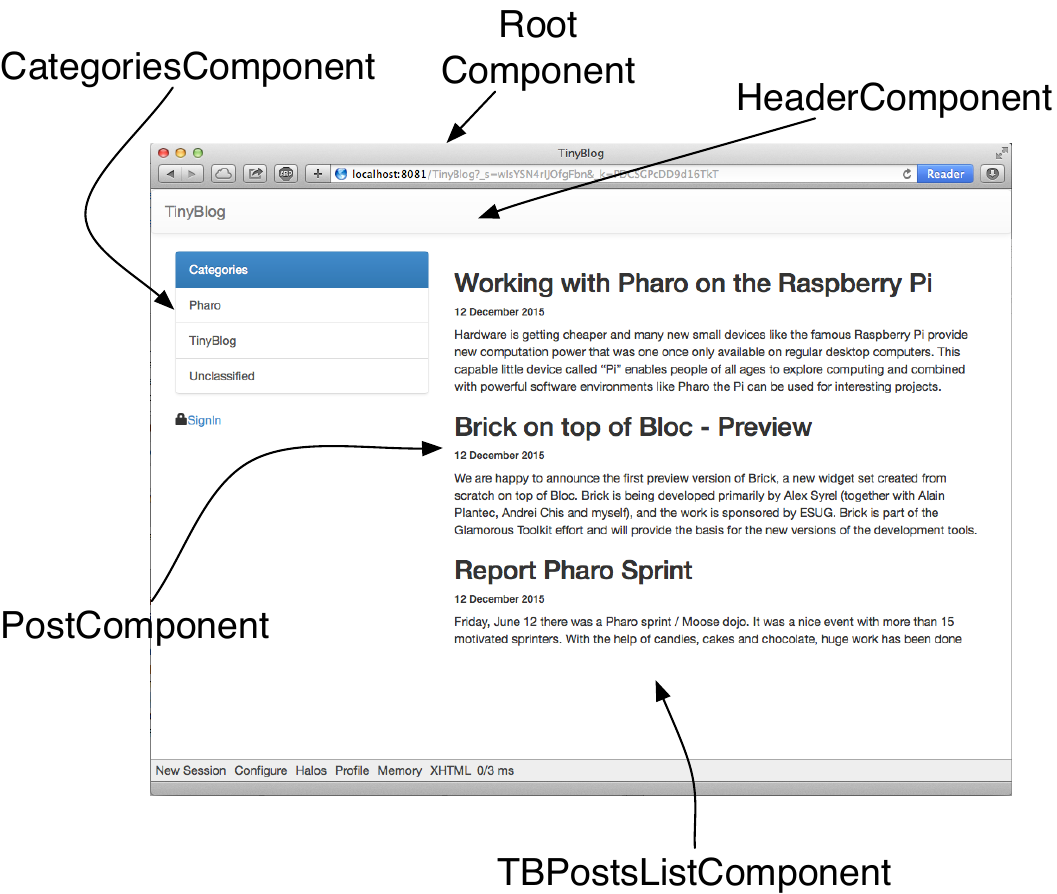 Root
Component
CategoriesComponent
HeaderComponent
TinyBlog
ABP
localhost:8081/TinyBlog?_s=wIsYSN4rIJOfgFbn&_k=
Reader
TinyBlog
Categories
Pharo
TinyBlog
Unclassified
SignIn
Working with Pharo on the Raspberry Pi
12 December 2015
Hardware is getting cheaper and many new small devices like the famous Raspberry Pi provide
new computation power that was one once only available on regular desktop computers. This
capable little device called “Pi” enables people of all ages to explore computing and combined
with powerful software environments like Pharo the Pi can be used for interesting projects.
Brick on top of Bloc - Preview
12 December 2015
We are happy to announce the first preview version of Brick, a new widget set created from
scratch on top of Bloc. Brick is being developed primarily by Alex Syrel (together with Alain
Plantec, Andrei Chis and myself), and the work is sponsored by ESUG. Brick is part of the
Glamorous Toolkit effort and will provide the basis for the new versions of the development tools.
Report Pharo Sprint
12 December 2015
Friday, June 12 there was a Pharo sprint / Moose dojo. It was a nice event with more than 15
motivated sprinters. With the help of candies, cakes and chocolate, huge work has been done
PostComponent
New Session Configure Halos Profile Memory XHTML 0/3 ms
TBPostsListComponent